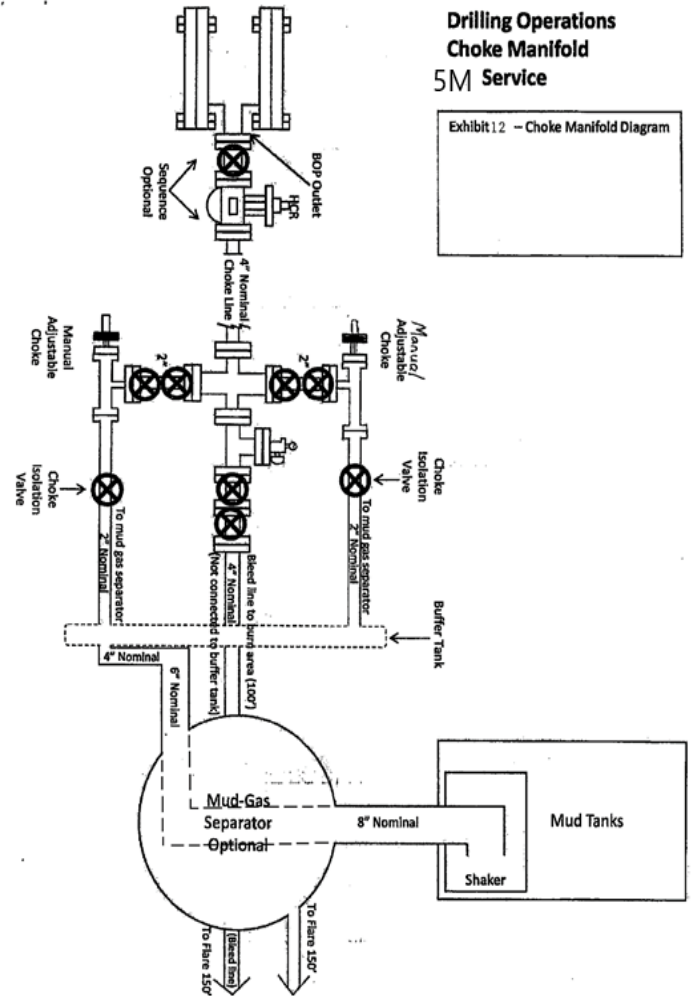 Drilling Operations
Choke Manifold
5M Service
Exhibit 12 – Choke Manifold Diagram
BOP Outlet
HCR
Sequence
Optional
4" Nominal
Choke Line
Manual
Adjustable
Choke
2"
2"
Manual
Adjustable
Choke
Choke
Isolation
Valve
Choke
Isolation
Valve
To mud gas separator
2" Nominal
Bleed line to burn area (100')
4" Nominal
(Not connected to buffer tank)
To mud gas separator
2" Nominal
Buffer Tank
4" Nominal
6" Nominal
Mud-Gas
Separator
Optional
8" Nominal
Mud Tanks
Shaker
To Flare 150'
(Bleed line)
To Flare 150'